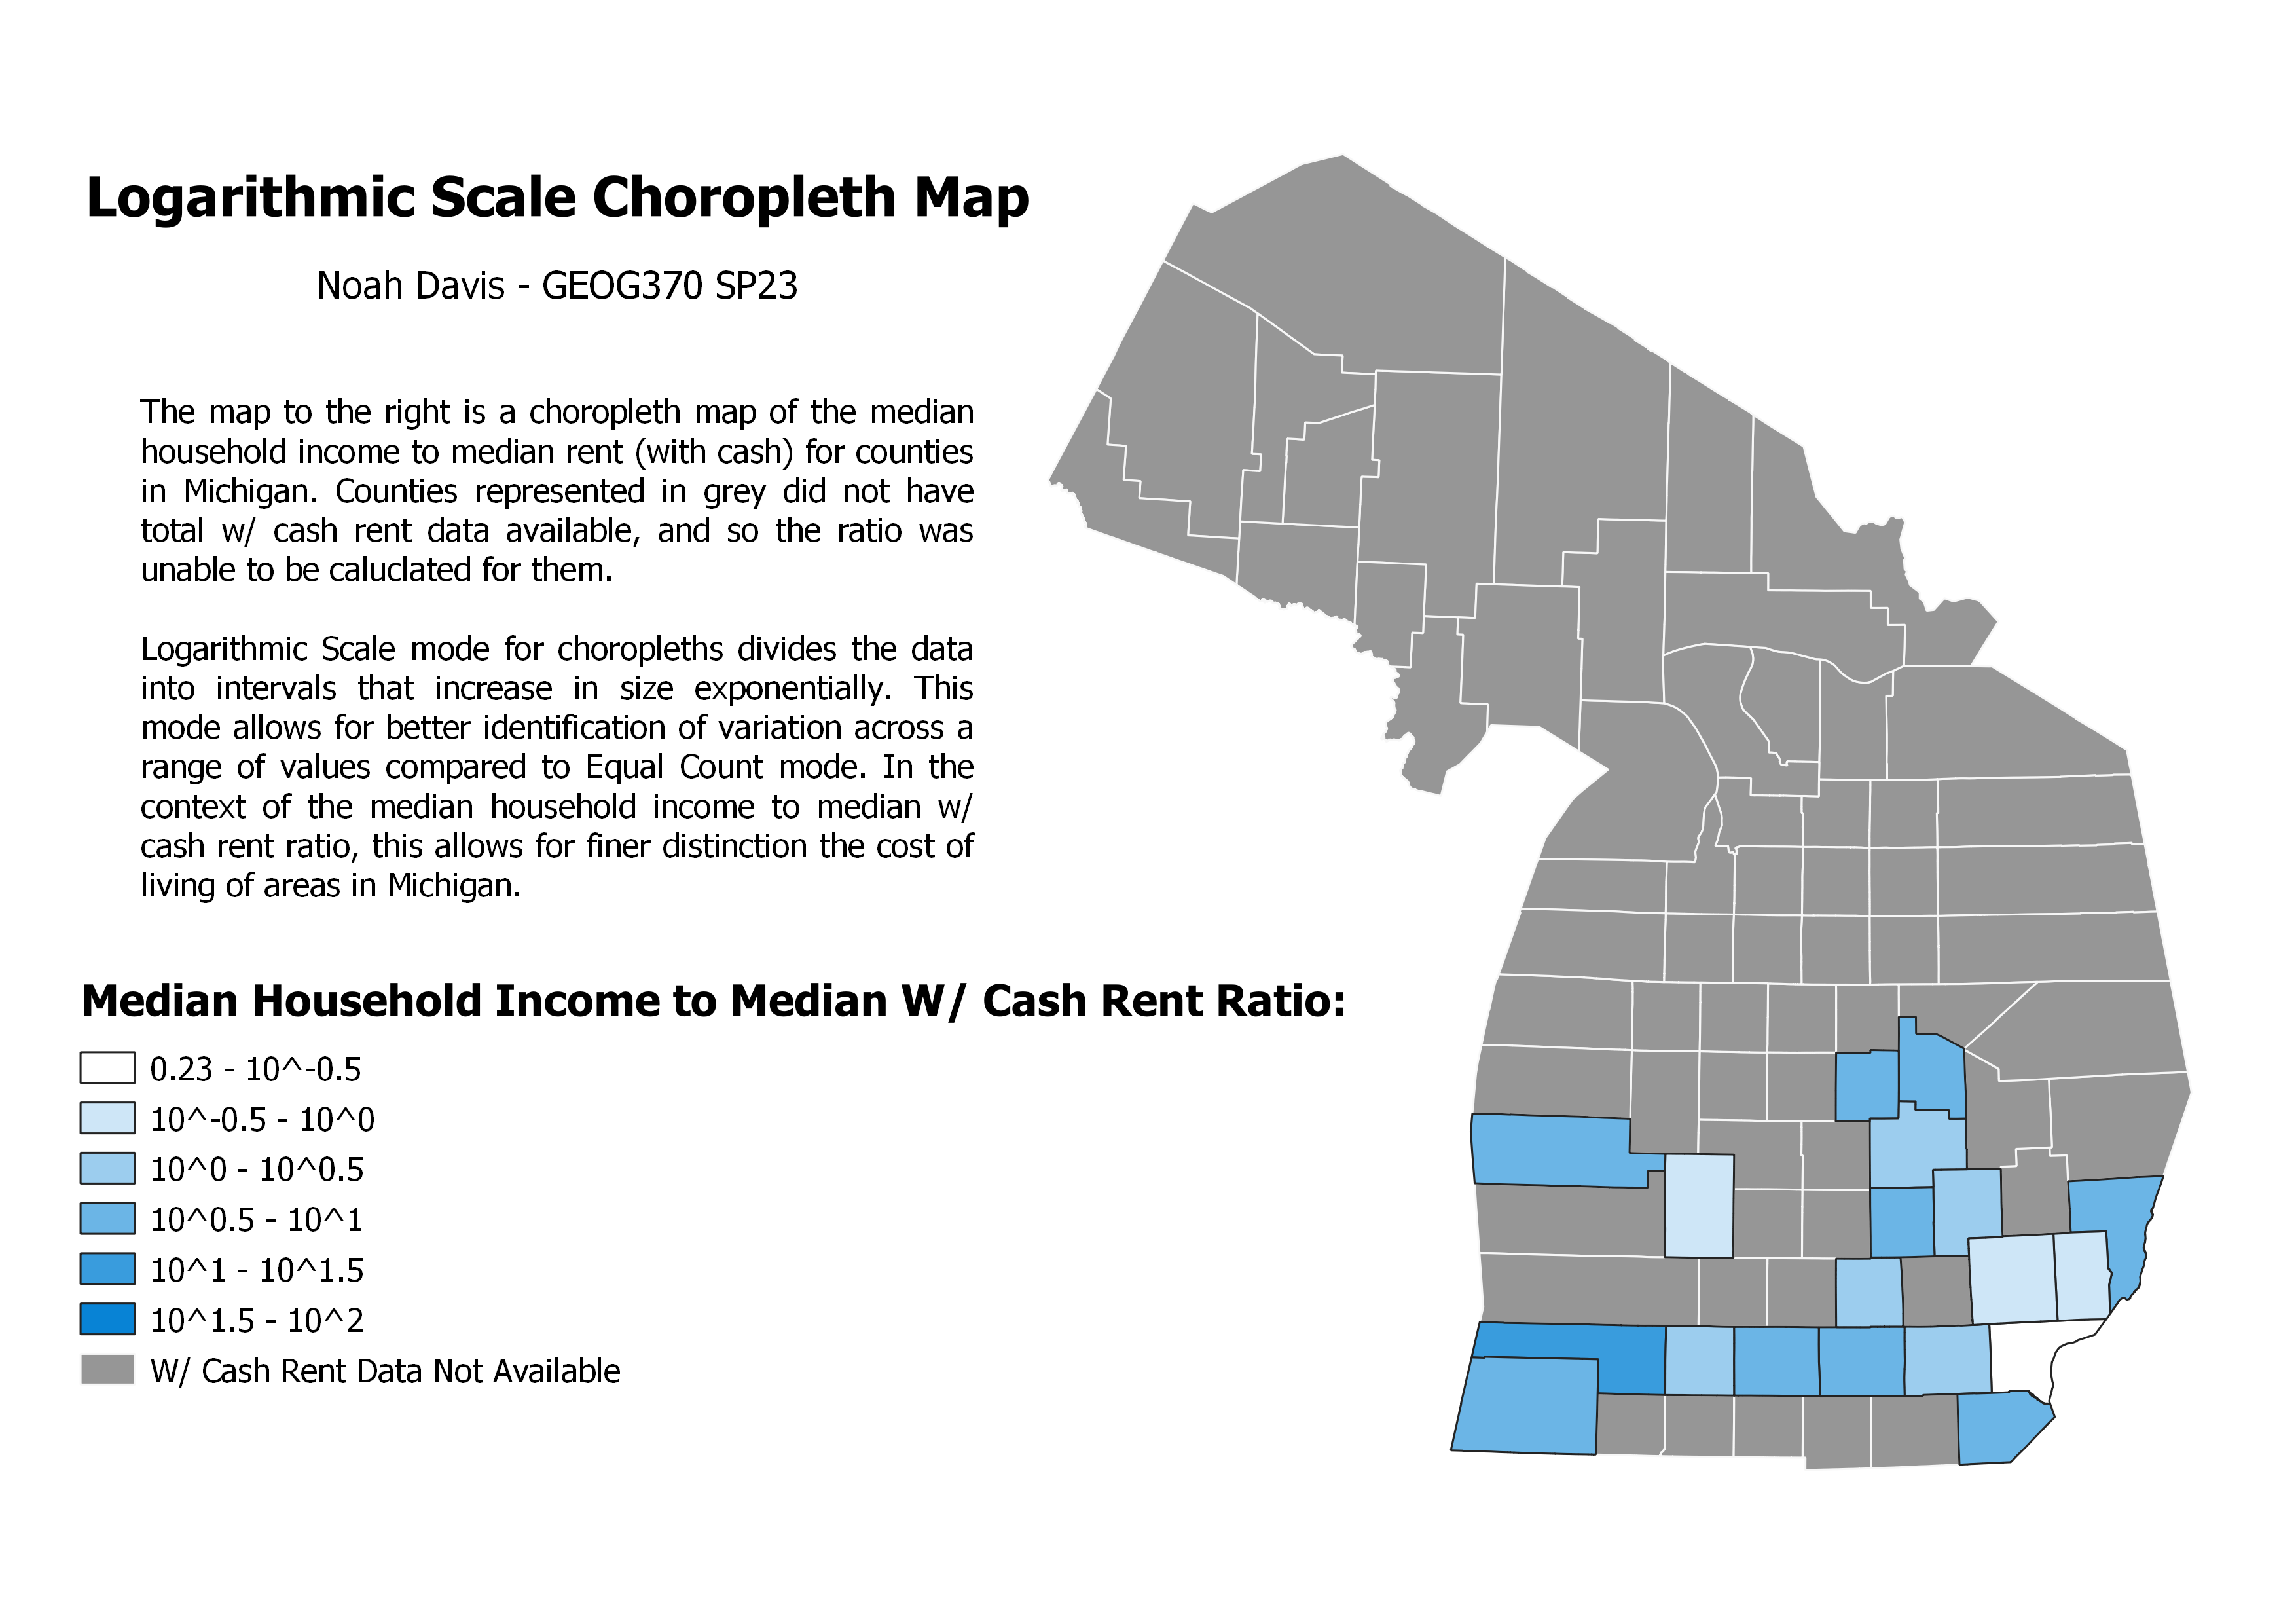 Logarithmic Scale Choropleth Map
Noah Davis - GEOG370 SP23
The map to the right is a choropleth map of the median
household income to median rent (with cash) for counties
in Michigan. Counties represented in grey did not have
total w/ cash rent data available, and so the ratio was
unable to be caluclated for them.
Logarithmic Scale mode for choropleths divides the data
into intervals that increase in size exponentially. This
mode allows for better identification of variation across a
range of values compared to Equal Count mode. In the
context of the median household income to median w/
cash rent ratio, this allows for finer distinction the cost of
living of areas in Michigan.
Median Household Income to Median W/ Cash Rent Ratio:
0.23 - 10^-0.5
10^-0.5 - 10^0
10^0 - 10^0.5
10^0.5 - 10^1
10^1 - 10^1.5
10^1.5 - 10^2
W/ Cash Rent Data Not Available